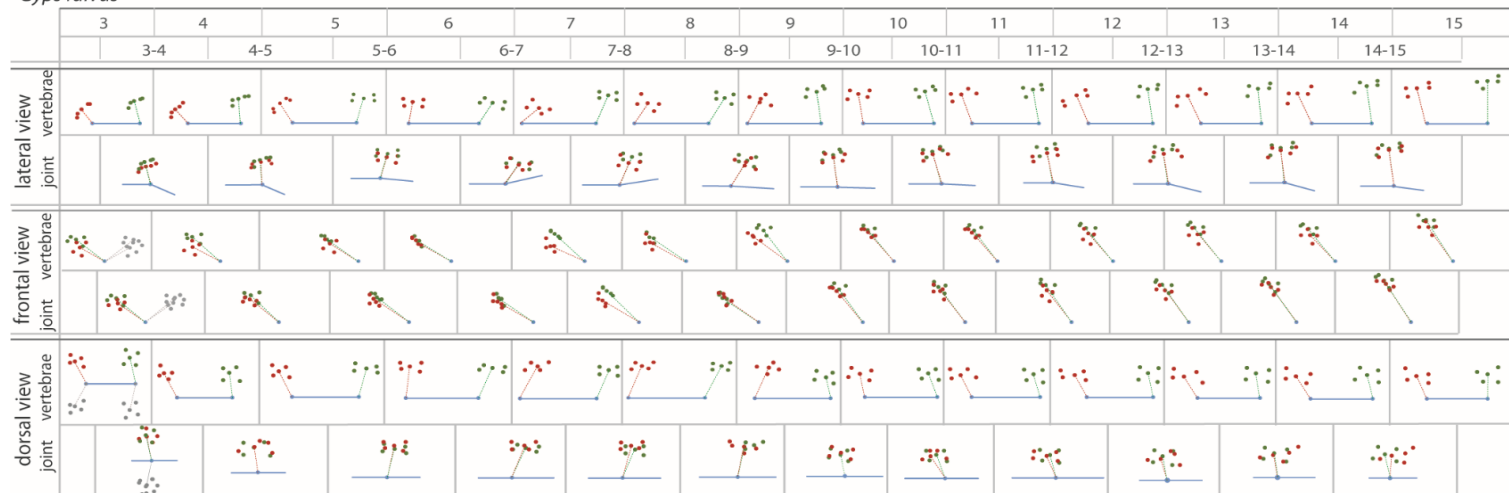 3 4 5 6 7 8 9 10 11 12 13 14 15
3-4 4-5 5-6 6-7 7-8 8-9 9-10 10-11 11-12 12-13 13-14 14-15
lateral view
vertebrae
joint
frontal view
vertebrae
joint
dorsal view
vertebrae
joint